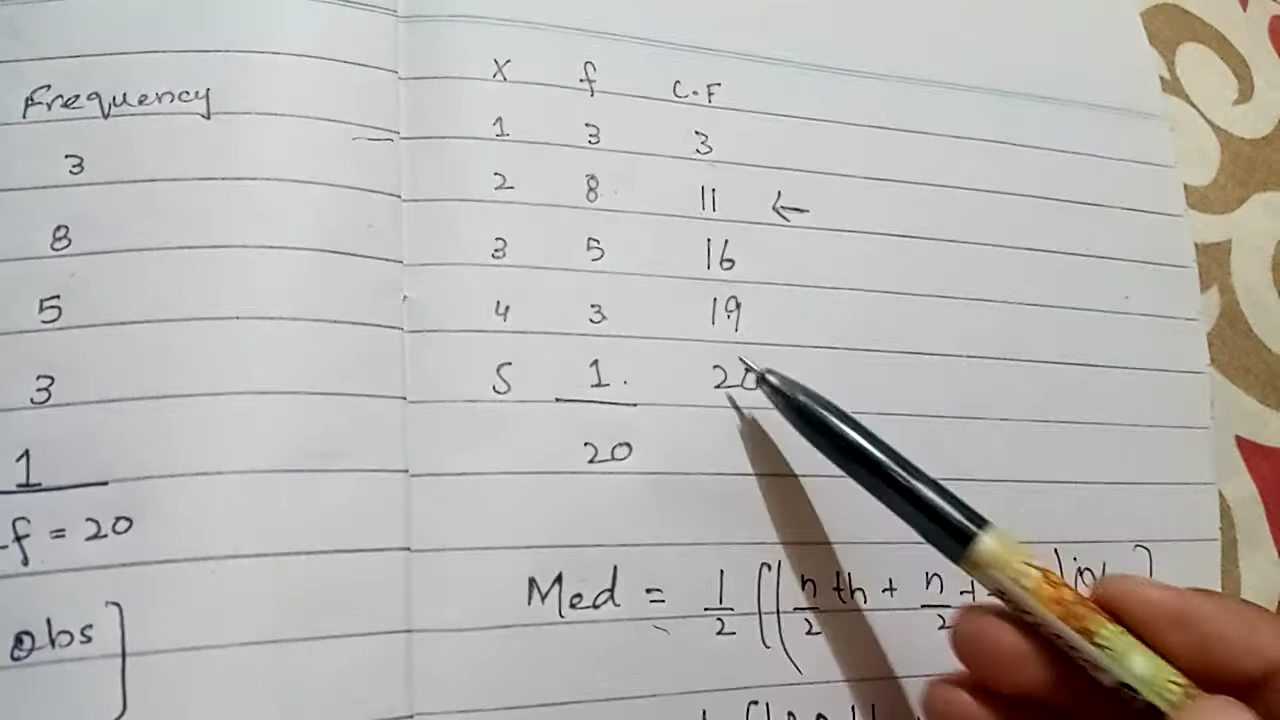 Frequency
3
8
5
3
1
f = 20
obs ]
X f C.F
1 3 3
2 8 11 ←
3 5 16
4 3 19
5 1. 20
20
Med = 1/2 [( n/2 th + n/2 +